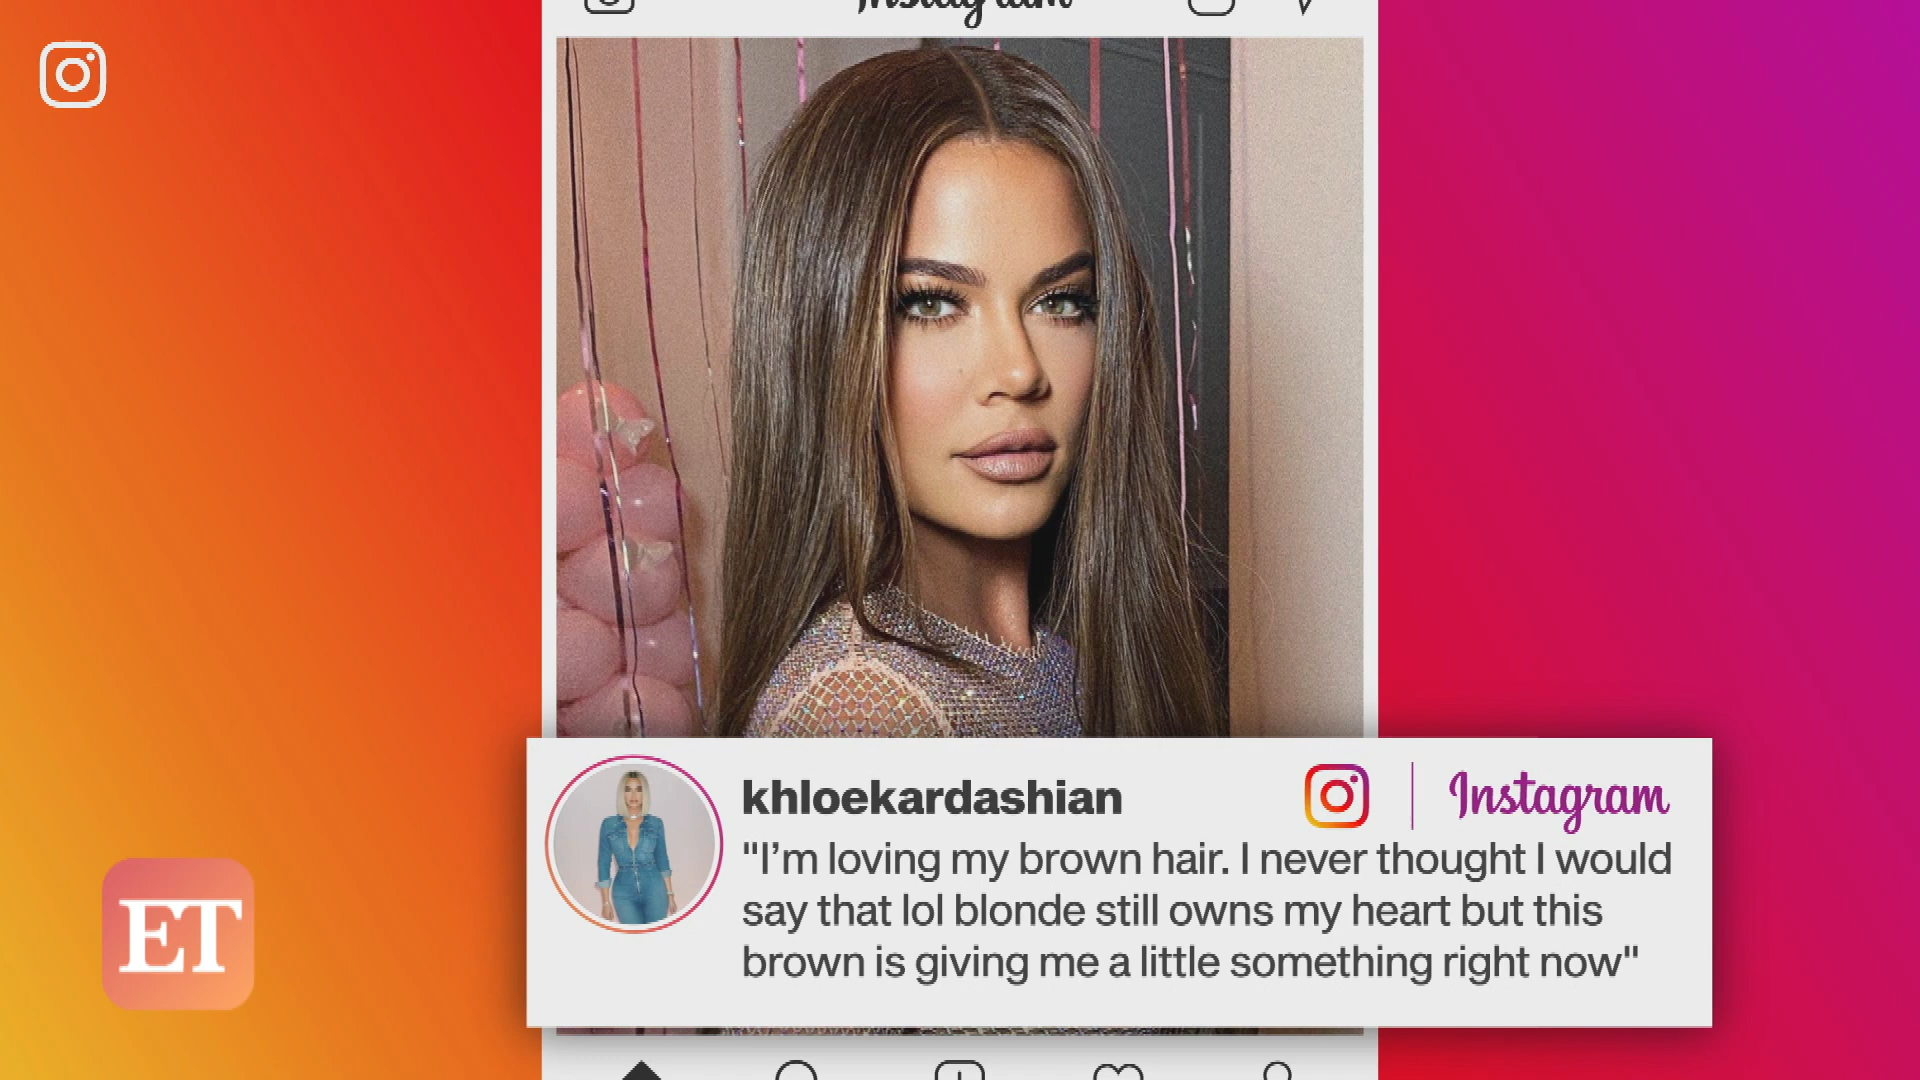 Instagram
khloekardashian
Instagram
"I’m loving my brown hair. I never thought I would
say that lol blonde still owns my heart but this
brown is giving me a little something right now"
ET